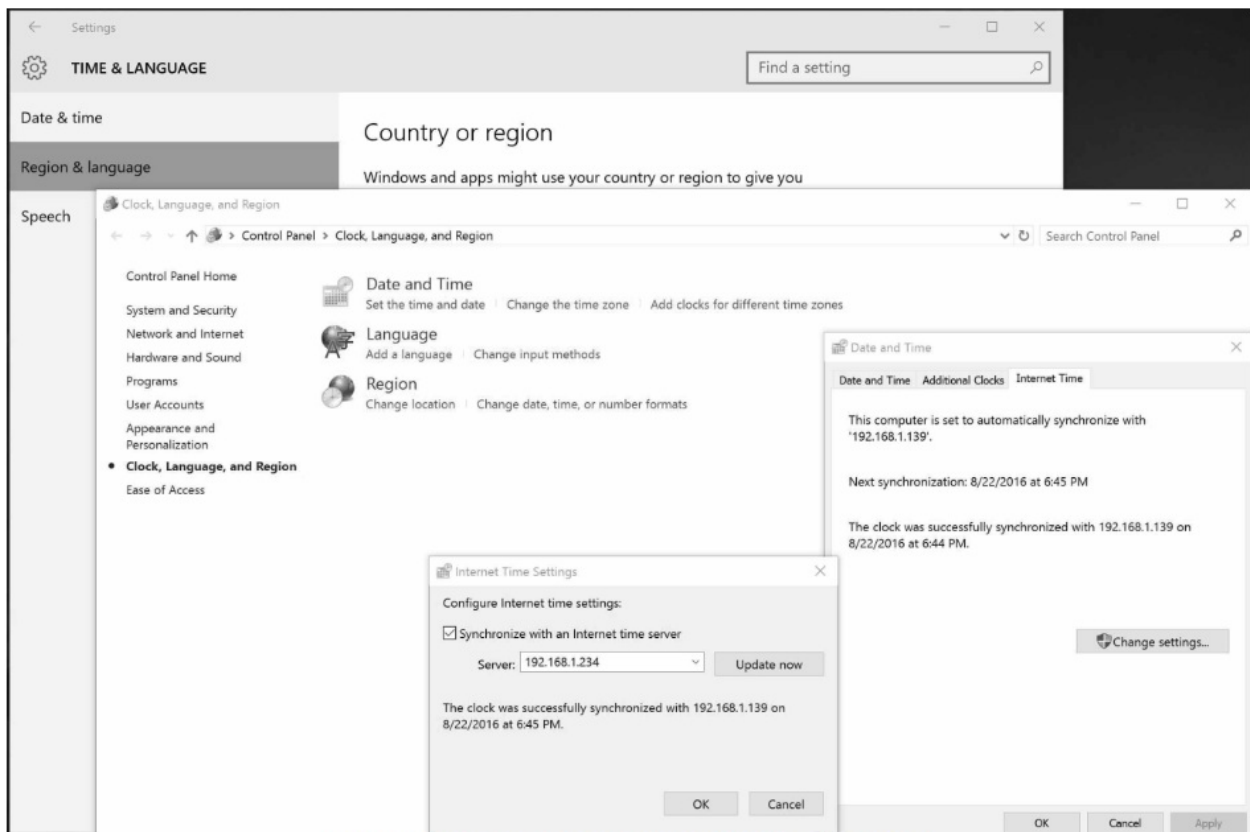 Settings
TIME & LANGUAGE
Find a setting
Date & time
Region & language
Speech
Country or region
Windows and apps might use your country or region to give you
Clock, Language, and Region
Control Panel > Clock, Language, and Region
Search Control Panel
Control Panel Home
System and Security
Network and Internet
Hardware and Sound
Programs
User Accounts
Appearance and
Personalization
Clock, Language, and Region
Ease of Access
Date and Time
Set the time and date | Change the time zone | Add clocks for different time zones
Language
Add a language | Change input methods
Region
Change location | Change date, time, or number formats
Date and Time
Date and Time Additional Clocks Internet Time
This computer is set to automatically synchronize with
'192.168.1.139'.
Next synchronization: 8/22/2016 at 6:45 PM
The clock was successfully synchronized with 192.168.1.139 on
8/22/2016 at 6:44 PM.
Change settings...
OK Cancel Apply
Internet Time Settings
Configure Internet time settings:
Synchronize with an Internet time server
Server: 192.168.1.234 Update now
The clock was successfully synchronized with 192.168.1.139 on
8/22/2016 at 6:45 PM.
OK Cancel